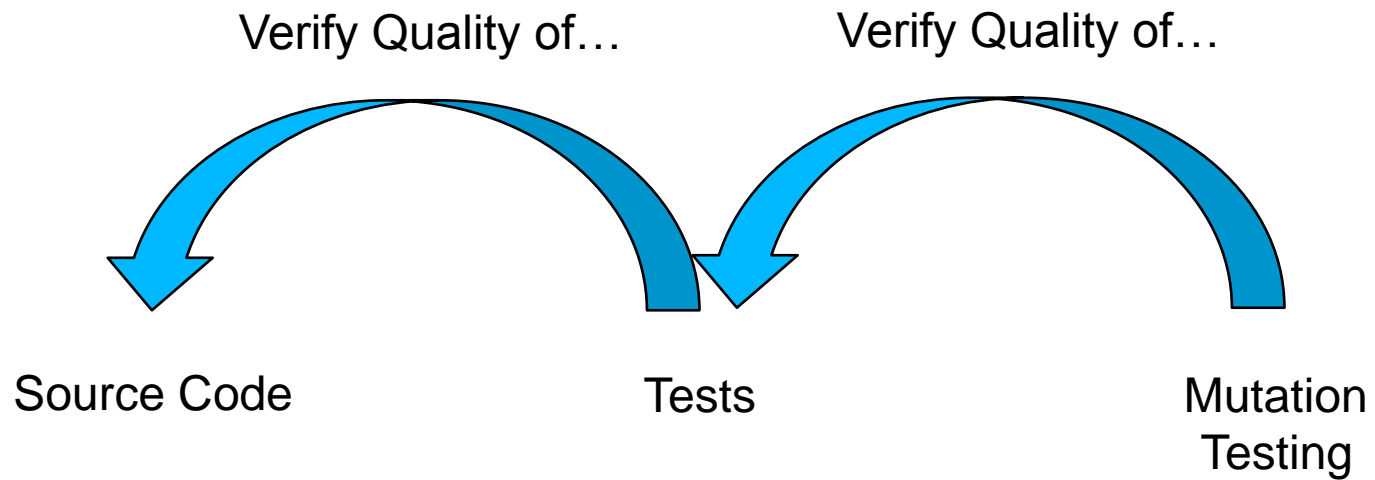 Verify Quality of…
Verify Quality of…
Source Code
Tests
Mutation
Testing